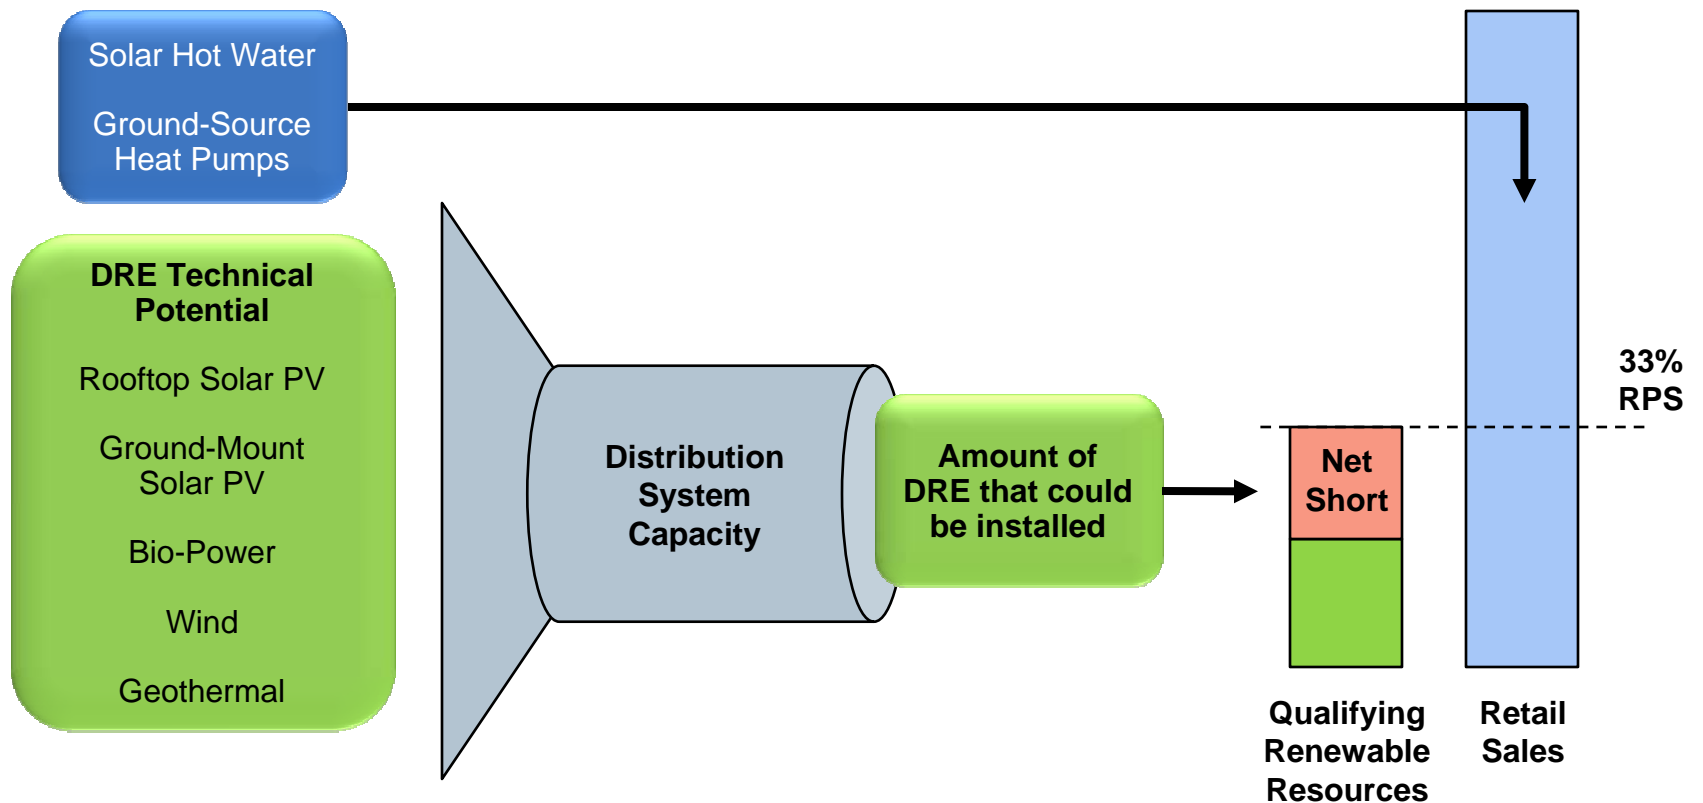 Solar Hot Water
Ground-Source
Heat Pumps
DRE Technical
Potential
Rooftop Solar PV
Ground-Mount
Solar PV
Bio-Power
Wind
Geothermal
Distribution
System
Capacity
Amount of
DRE that could
be installed
Net
Short
33%
RPS
Qualifying
Renewable
Resources
Retail
Sales